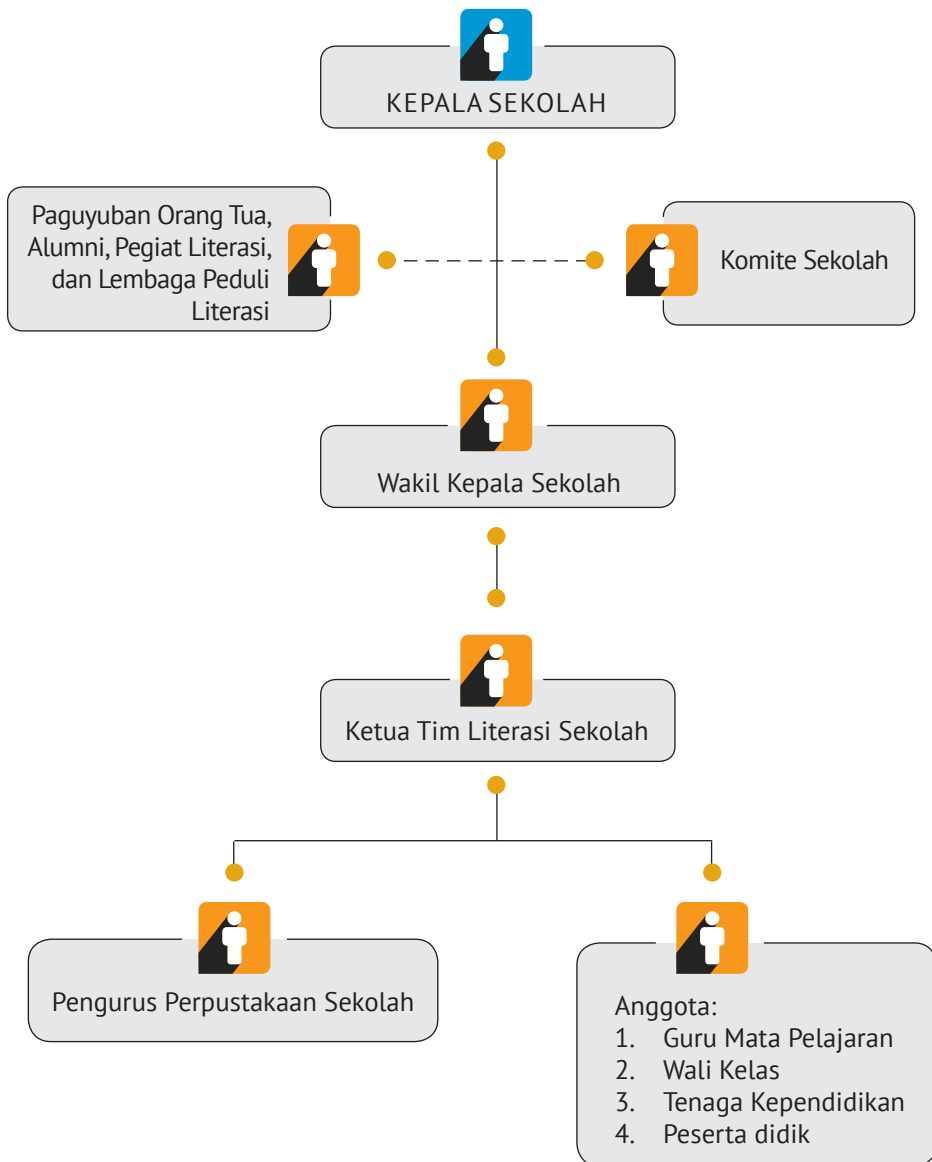 KEPALA SEKOLAH
Paguyuban Orang Tua,
Alumni, Pegiat Literasi,
dan Lembaga Peduli
Literasi
Komite Sekolah
Wakil Kepala Sekolah
Ketua Tim Literasi Sekolah
Pengurus Perpustakaan Sekolah
Anggota:
1. Guru Mata Pelajaran
2. Wali Kelas
3. Tenaga Kependidikan
4. Peserta didik